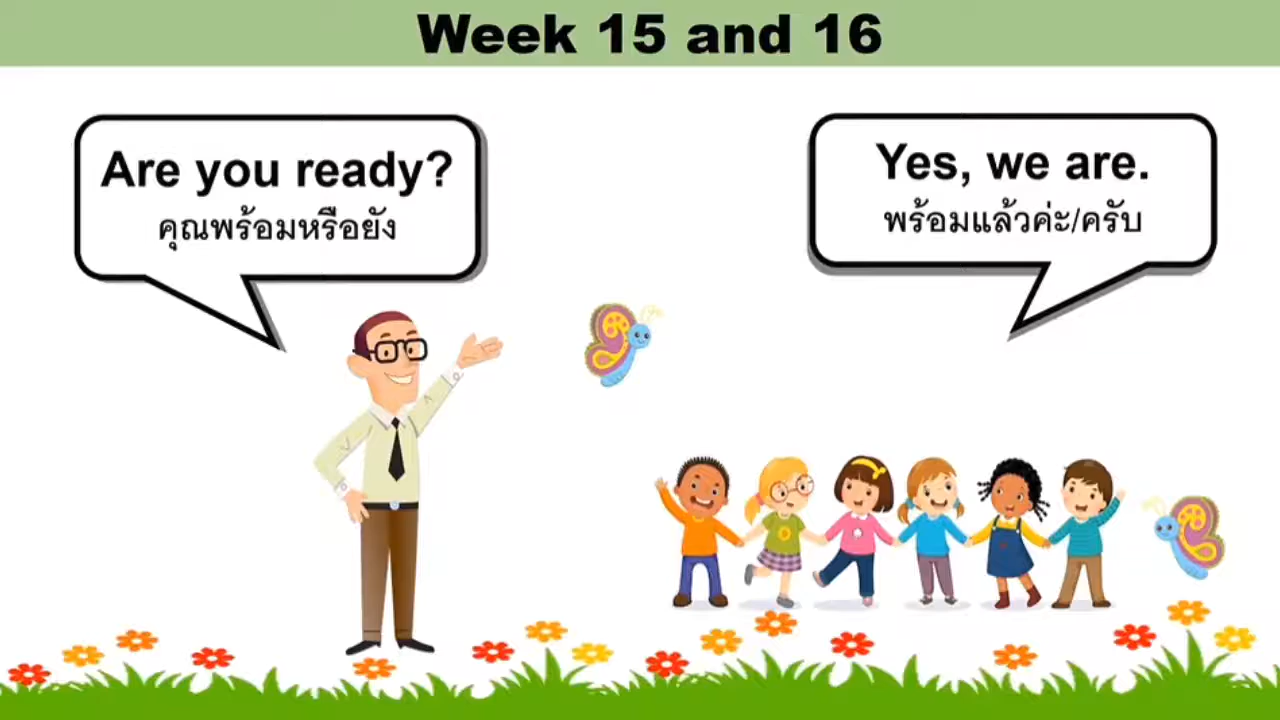 Week 15 and 16
Are you ready?
คุณพร้อมหรือยัง
Yes, we are.
พร้อมแล้วค่ะ/ครับ